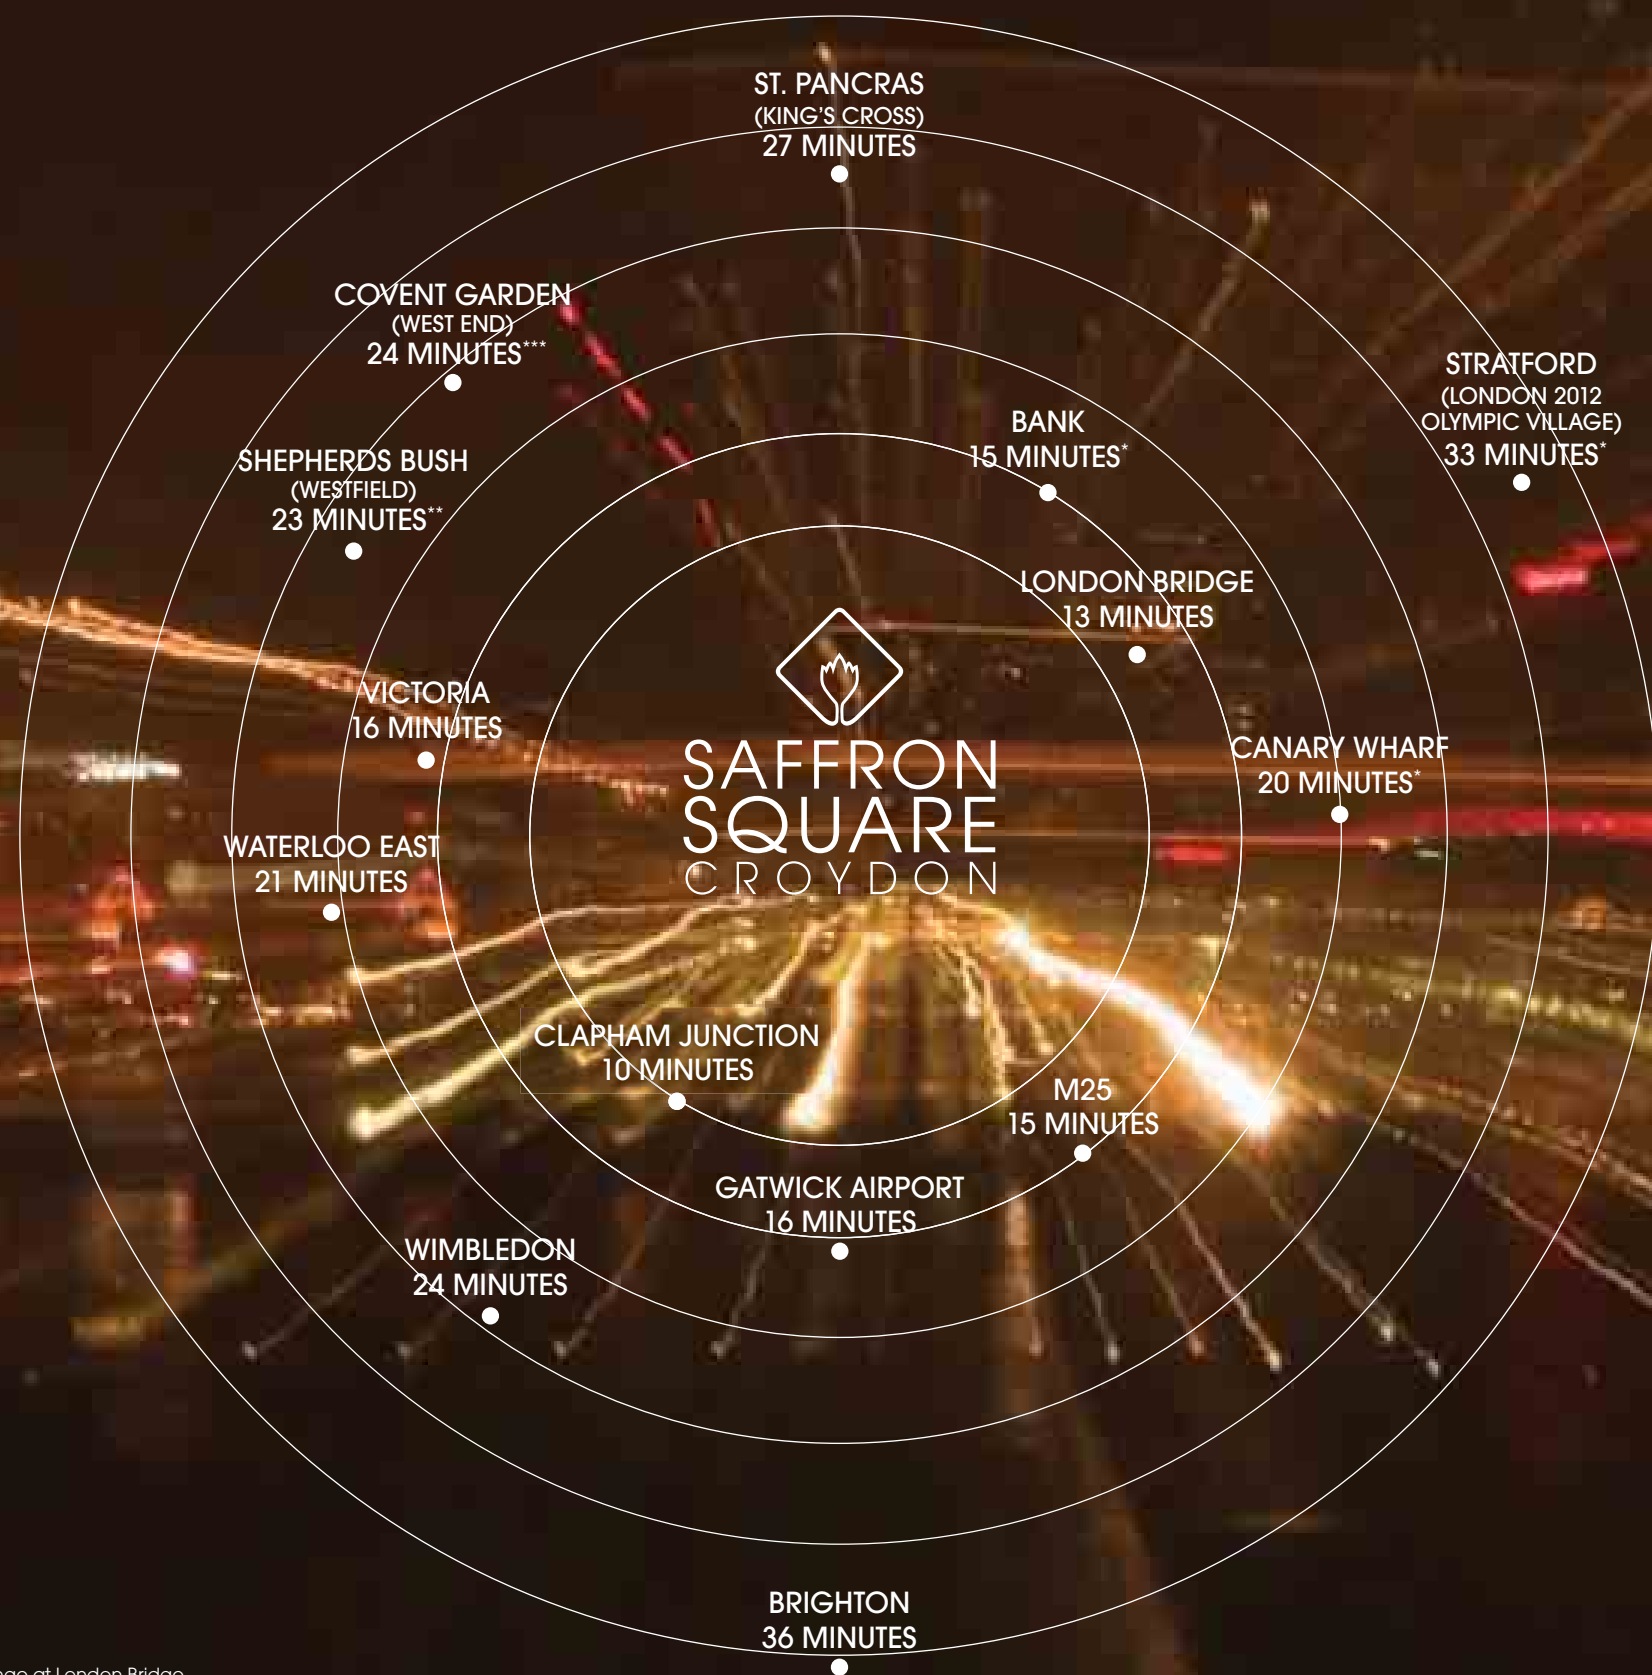 ST. PANCRAS
(KING'S CROSS)
27 MINUTES
COVENT GARDEN
(WEST END)
24 MINUTES***
STRATFORD
(LONDON 2012
OLYMPIC VILLAGE)
33 MINUTES*
BANK
15 MINUTES*
SHEPHERDS BUSH
(WESTFIELD)
23 MINUTES**
LONDON BRIDGE
13 MINUTES
VICTORIA
16 MINUTES
SAFFRON
SQUARE
CROYDON
CANARY WHARF
20 MINUTES*
WATERLOO EAST
21 MINUTES
CLAPHAM JUNCTION
10 MINUTES
M25
15 MINUTES
GATWICK AIRPORT
16 MINUTES
WIMBLEDON
24 MINUTES
BRIGHTON
36 MINUTES
at London Bridge